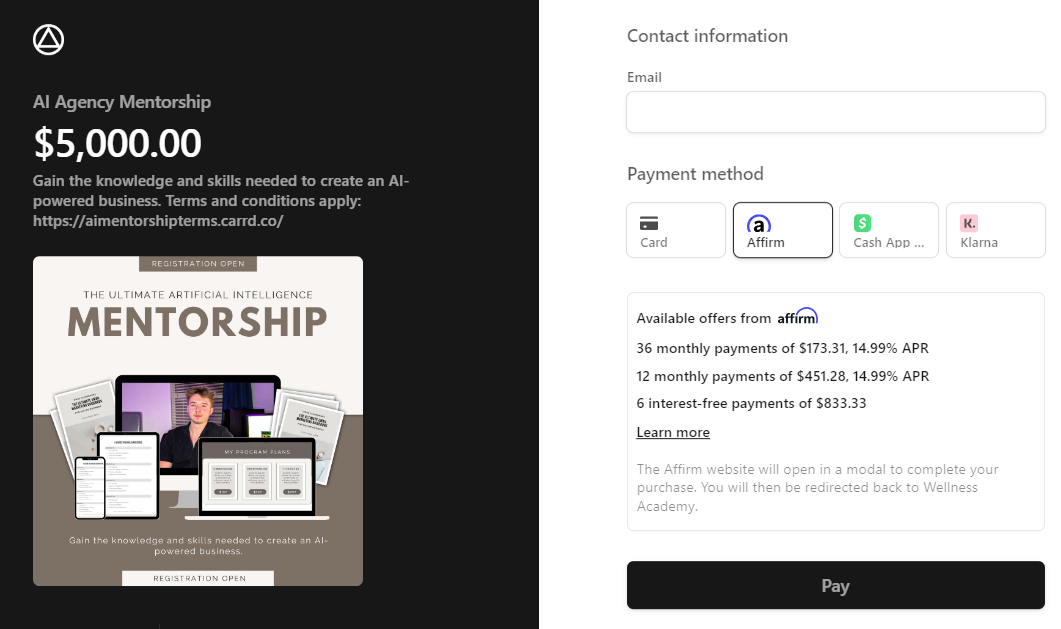 AI Agency Mentorship
$5,000.00
Gain the knowledge and skills needed to create an AI-
powered business. Terms and conditions apply:
https://aimentorshipterms.carrd.co/
REGISTRATION OPEN
THE ULTIMATE ARTIFICIAL INTELLIGENCE
MENTORSHIP
MY PROGRAM PLANS
Gain the knowledge and skills needed to create an AI-
powered business.
REGISTRATION OPEN
Contact information
Email
Payment method
Card
a
Affirm
$
Cash App ...
K.
Klarna
Available offers from affirm
36 monthly payments of $173.31, 14.99% APR
12 monthly payments of $451.28, 14.99% APR
6 interest-free payments of $833.33
Learn more
The Affirm website will open in a modal to complete your
purchase. You will then be redirected back to Wellness
Academy.
Pay